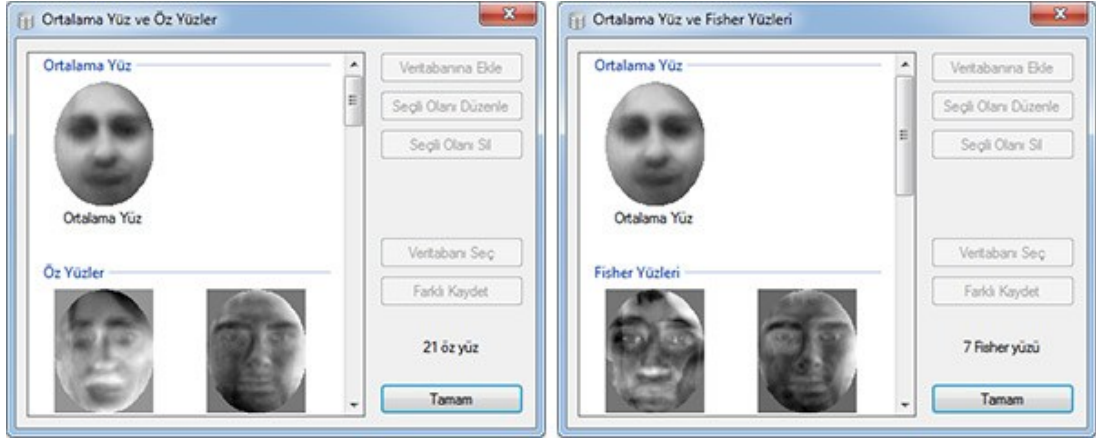 Ortalama Yüz ve Öz Yüzler
Ortalama Yüz
Ortalama Yüz
Öz Yüzler
Veritabanına Ekle
Seçili Olanı Düzenle
Seçili Olanı Sil
Veritabanı Seç
Farklı Kaydet
21 öz yüz
Tamam
Ortalama Yüz ve Fisher Yüzleri
Ortalama Yüz
Ortalama Yüz
Fisher Yüzleri
Veritabanına Ekle
Seçili Olanı Düzenle
Seçili Olanı Sil
Veritabanı Seç
Farklı Kaydet
7 Fisher yüzü
Tamam